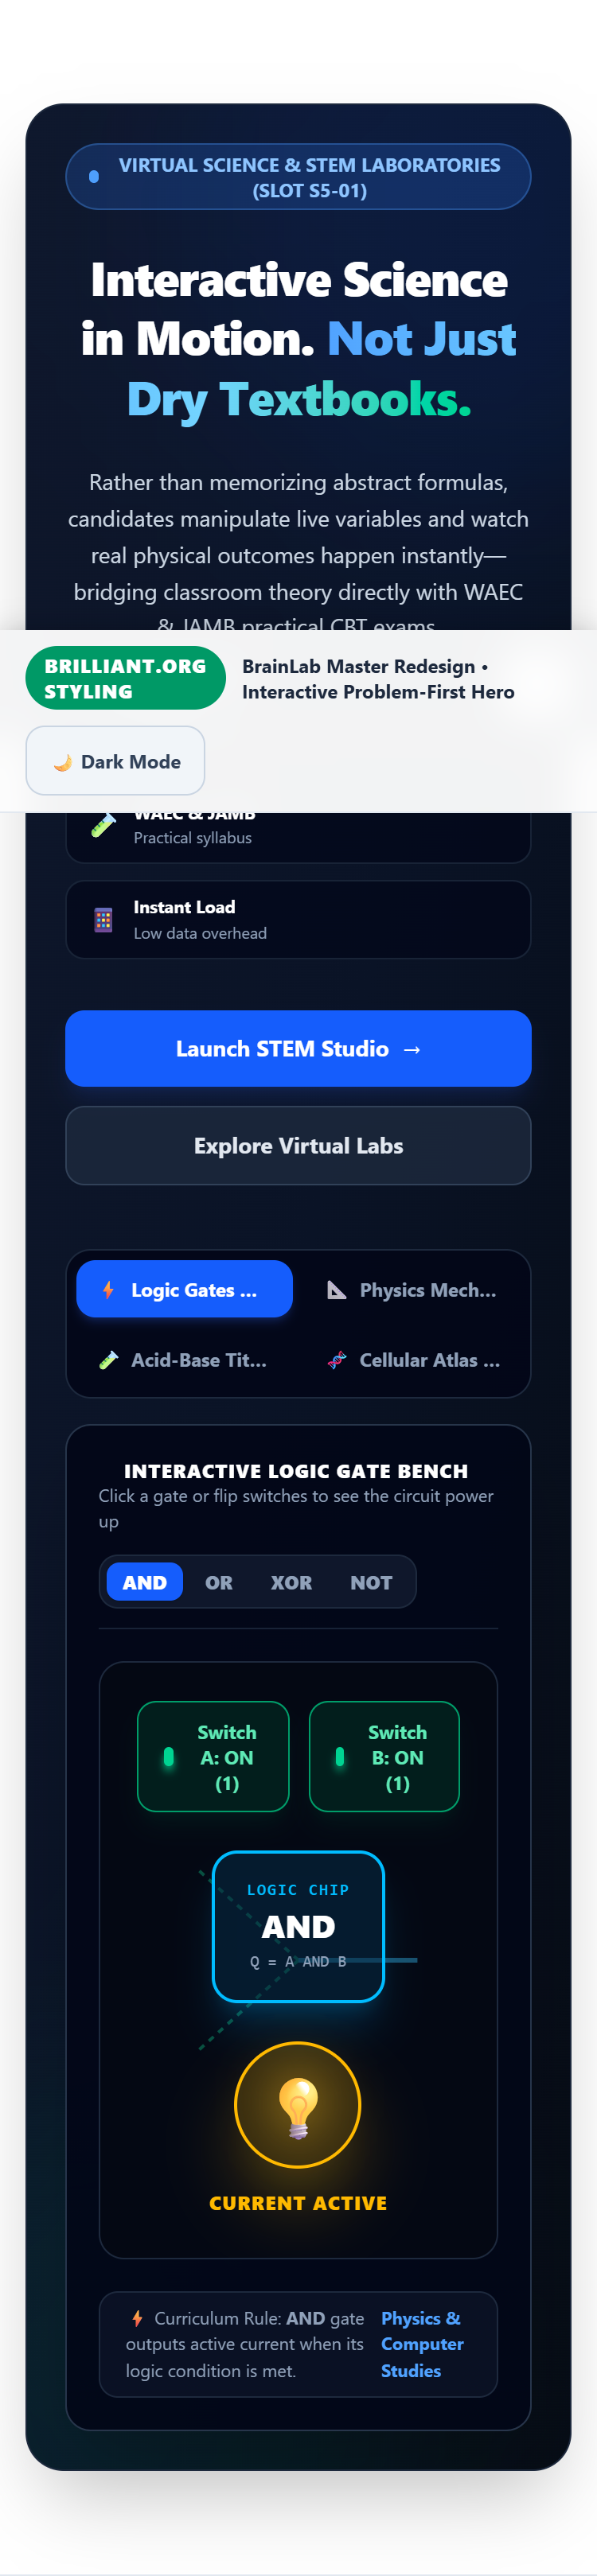 VIRTUAL SCIENCE & STEM LABORATORIES
(SLOT S5-01)
Interactive Science
in Motion. Not Just
Dry Textbooks.
Rather than memorizing abstract formulas,
candidates manipulate live variables and watch
real physical outcomes happen instantly—
bridging classroom theory directly with WAEC
& JAMB practical CBT exams.
BRILLIANT.ORG
STYLING
BrainLab Master Redesign •
Interactive Problem-First Hero
🌙 Dark Mode
WAEC & JAMB
Practical syllabus
Instant Load
Low data overhead
Launch STEM Studio →
Explore Virtual Labs
Logic Gates ...
Physics Mech...
Acid-Base Tit...
Cellular Atlas ...
INTERACTIVE LOGIC GATE BENCH
Click a gate or flip switches to see the circuit power
up
AND OR XOR NOT
Switch
A: ON
(1)
Switch
B: ON
(1)
LOGIC CHIP
AND
Q = A AND B
CURRENT ACTIVE
Curriculum Rule: AND gate
outputs active current when its
logic condition is met.
Physics &
Computer
Studies